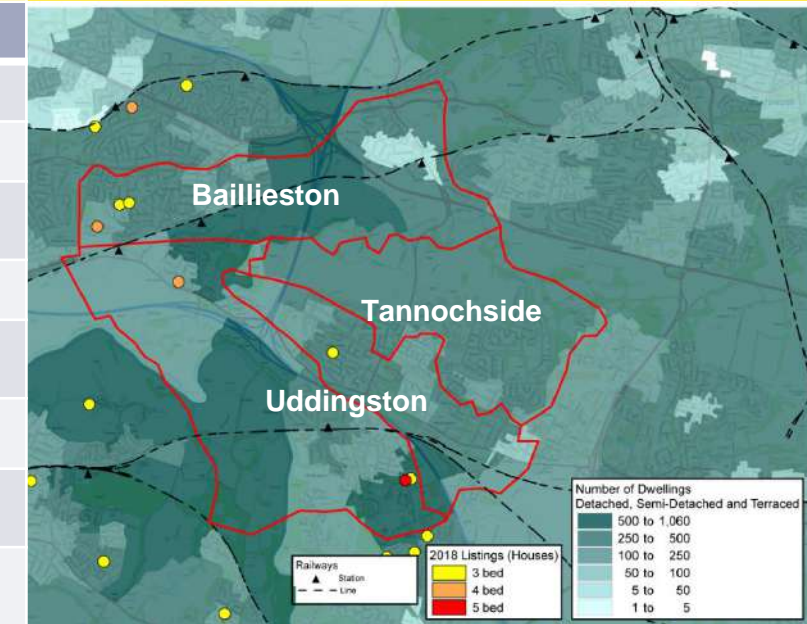 Baillieston
Tannochside
Uddingston
Railways
Station
Line
2018 Listings (Houses)
3 bed
4 bed
5 bed
Number of Dwellings
Detached, Semi-Detached and Terraced
500 to 1,060
250 to 500
100 to 250
50 to 100
5 to 50
1 to 5